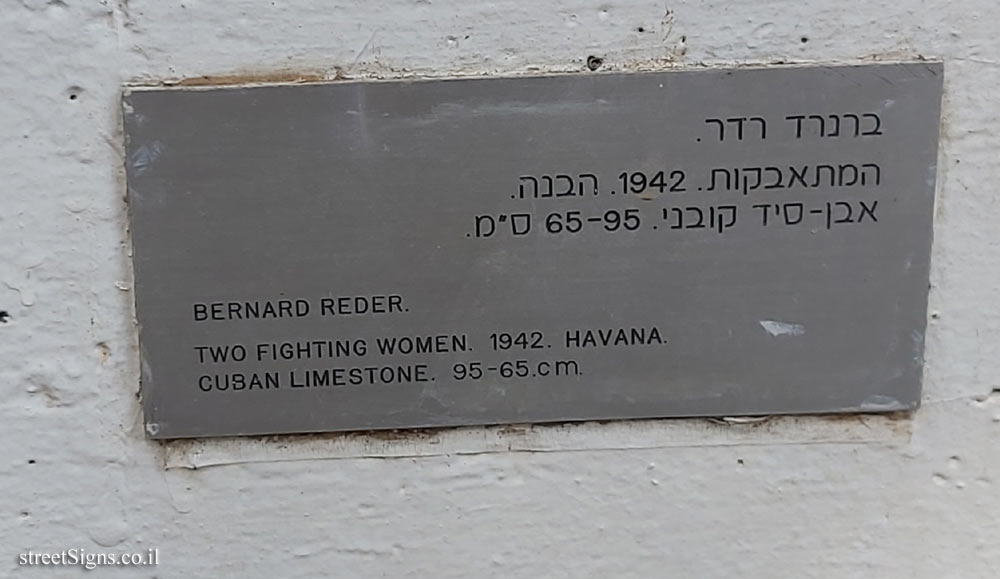 ברנרד רדר.
המתאבקות. 1942. הבנה.
אבן-סיד קובני. 65-95 ס"מ.
BERNARD REDER.
TWO FIGHTING WOMEN. 1942. HAVANA.
CUBAN LIMESTONE. 95-65.cm.
streetSigns.co.il